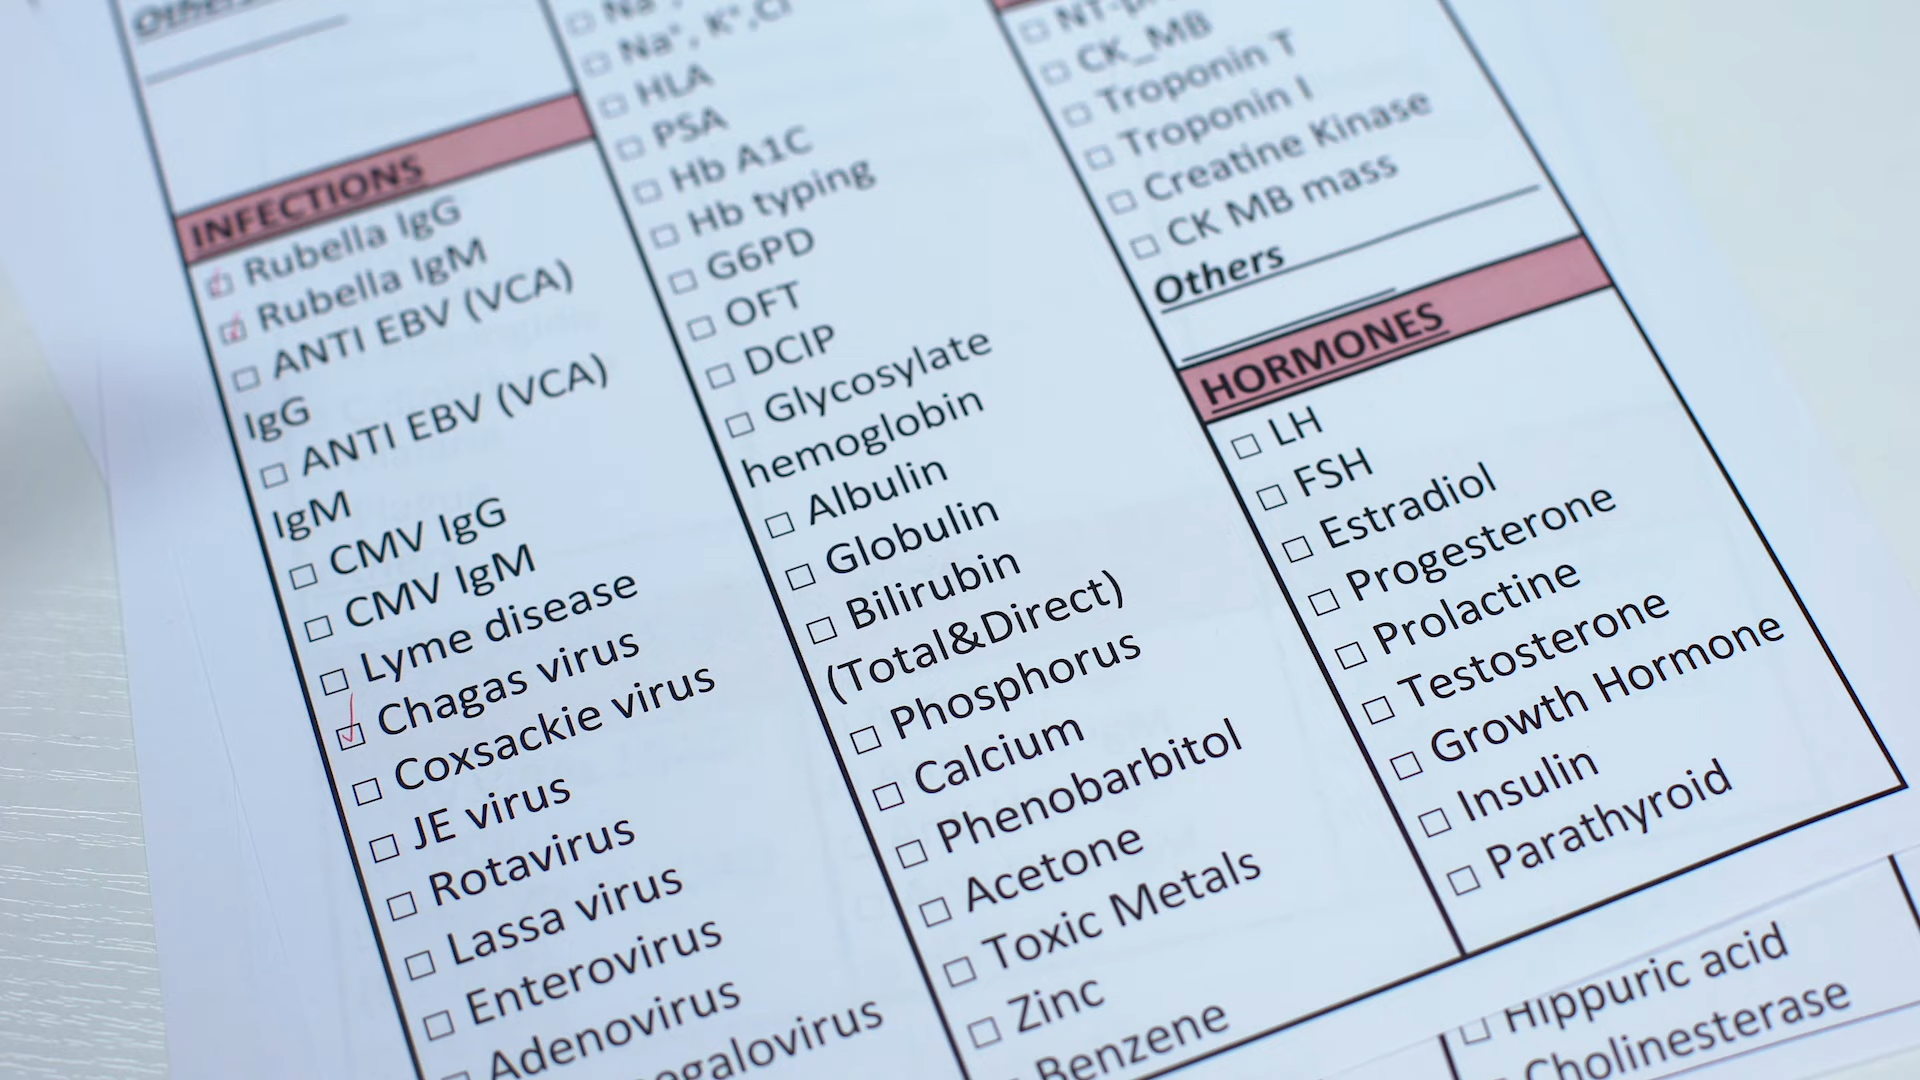 Others
INFECTIONS
☑ Rubella IgG
☑ Rubella IgM
☐ ANTI EBV (VCA)
IgG
☐ ANTI EBV (VCA)
IgM
☐ CMV IgG
☐ CMV IgM
☐ Lyme disease
☑ Chagas virus
☐ Coxsackie virus
☐ JE virus
☐ Rotavirus
☐ Lassa virus
☐ Enterovirus
☐ Adenovirus
☐ Na⁺, K⁺, Cl
☐ HLA
☐ PSA
☐ Hb A1C
☐ Hb typing
☐ G6PD
☐ OFT
☐ DCIP
☐ Glycosylate
hemoglobin
☐ Albulin
☐ Globulin
☐ Bilirubin
(Total&Direct)
☐ Phosphorus
☐ Calcium
☐ Phenobarbitol
☐ Acetone
☐ Toxic Metals
☐ Zinc
☐ Benzene
☐ CK_MB
☐ Troponin T
☐ Troponin I
☐ Creatine Kinase
☐ CK MB mass
Others
HORMONES
☐ LH
☐ FSH
☐ Estradiol
☐ Progesterone
☐ Prolactine
☐ Testosterone
☐ Growth Hormone
☐ Insulin
☐ Parathyroid
☐ Hippuric acid
☐ Cholinesterase